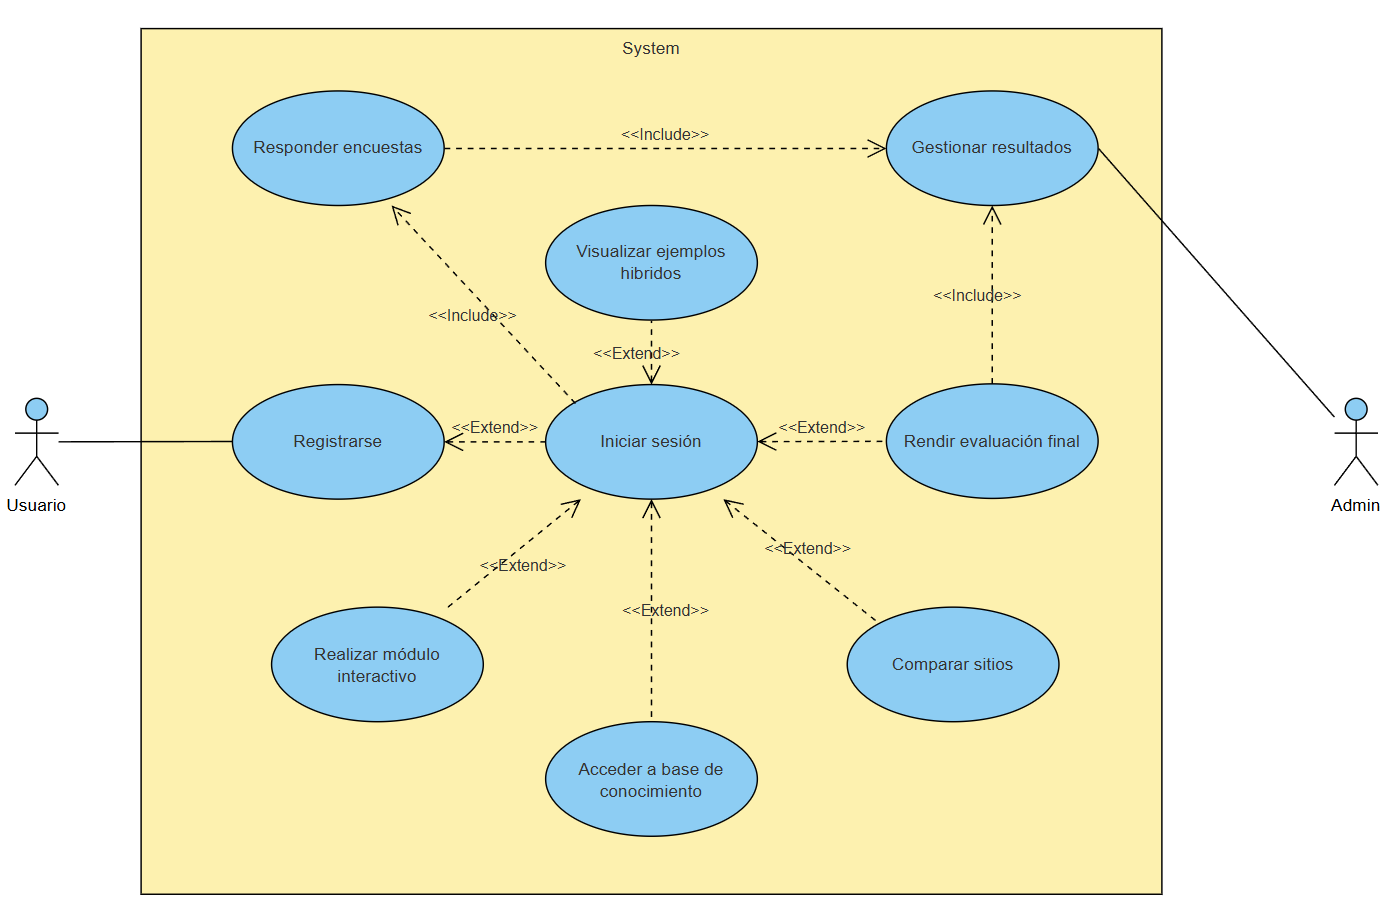 System
Responder encuestas
<<Include>>
Gestionar resultados
Visualizar ejemplos
hibridos
<<Include>>
<<Include>>
<<Extend>>
Registrarse
<<Extend>>
Iniciar sesión
<<Extend>>
Rendir evaluación final
Usuario
Admin
<<Extend>>
<<Extend>>
<<Extend>>
Realizar módulo
interactivo
Comparar sitios
Acceder a base de
conocimiento